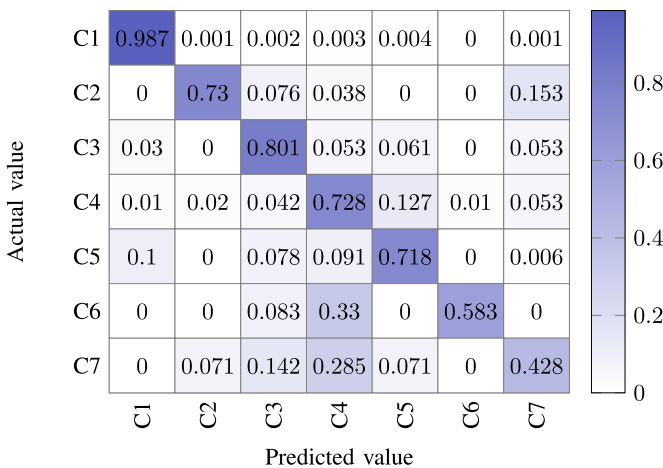 C1 0.987 0.001 0.002 0.003 0.004 0 0.001
C2 0 0.73 0.076 0.038 0 0 0.153
C3 0.03 0 0.801 0.053 0.061 0 0.053
C4 0.01 0.02 0.042 0.728 0.127 0.01 0.053
C5 0.1 0 0.078 0.091 0.718 0 0.006
C6 0 0 0.083 0.33 0 0.583 0
C7 0 0.071 0.142 0.285 0.071 0 0.428
C1 C2 C3 C4 C5 C6 C7
Predicted value
Actual value
0.8
0.6
0.4
0.2
0